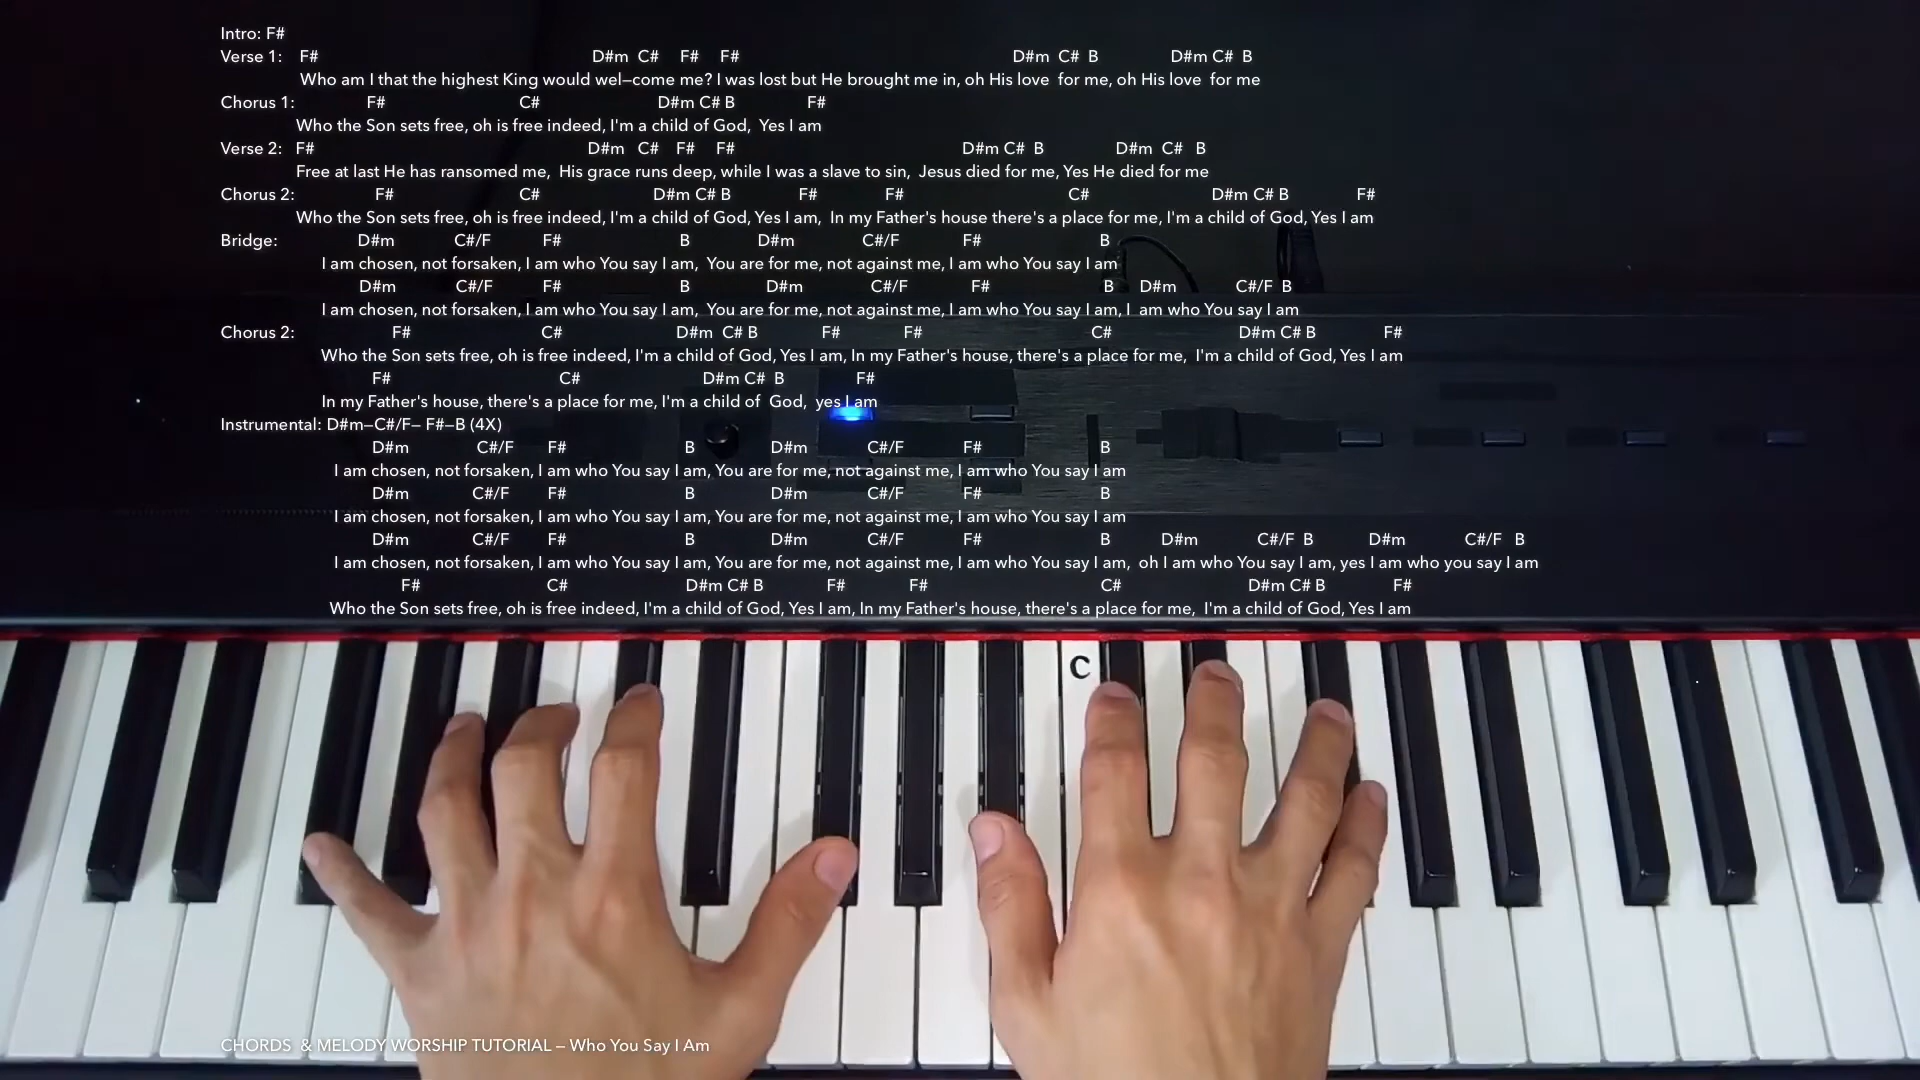 Intro: F#
Verse 1: F# D#m C# F# F# D#m C# B D#m C# B
Who am I that the highest King would wel–come me? I was lost but He brought me in, oh His love for me, oh His love for me
Chorus 1: F# C# D#m C# B F#
Who the Son sets free, oh is free indeed, I'm a child of God, Yes I am
Verse 2: F# D#m C# F# F# D#m C# B D#m C# B
Free at last He has ransomed me, His grace runs deep, while I was a slave to sin, Jesus died for me, Yes He died for me
Chorus 2: F# C# D#m C# B F# F# C# D#m C# B F#
Who the Son sets free, oh is free indeed, I'm a child of God, Yes I am, In my Father's house there's a place for me, I'm a child of God, Yes I am
Bridge: D#m C#/F F# B D#m C#/F F# B
I am chosen, not forsaken, I am who You say I am, You are for me, not against me, I am who You say I am
D#m C#/F F# B D#m C#/F F# B D#m C#/F B
I am chosen, not forsaken, I am who You say I am, You are for me, not against me, I am who You say I am, I am who You say I am
Chorus 2: F# C# D#m C# B F# F# C# D#m C# B F#
Who the Son sets free, oh is free indeed, I'm a child of God, Yes I am, In my Father's house, there's a place for me, I'm a child of God, Yes I am
F# C# D#m C# B F#
In my Father's house, there's a place for me, I'm a child of God, yes I am
Instrumental: D#m–C#/F– F#–B (4X)
D#m C#/F F# B D#m C#/F F# B
I am chosen, not forsaken, I am who You say I am, You are for me, not against me, I am who You say I am
D#m C#/F F# B D#m C#/F F# B
I am chosen, not forsaken, I am who You say I am, You are for me, not against me, I am who You say I am
D#m C#/F F# B D#m C#/F F# B D#m C#/F B D#m C#/F B
I am chosen, not forsaken, I am who You say I am, You are for me, not against me, I am who You say I am, oh I am who You say I am, yes I am who you say I am
F# C# D#m C# B F# F# C# D#m C# B F#
Who the Son sets free, oh is free indeed, I'm a child of God, Yes I am, In my Father's house, there's a place for me, I'm a child of God, Yes I am
C
CHORDS & MELODY WORSHIP TUTORIAL – Who You Say I Am